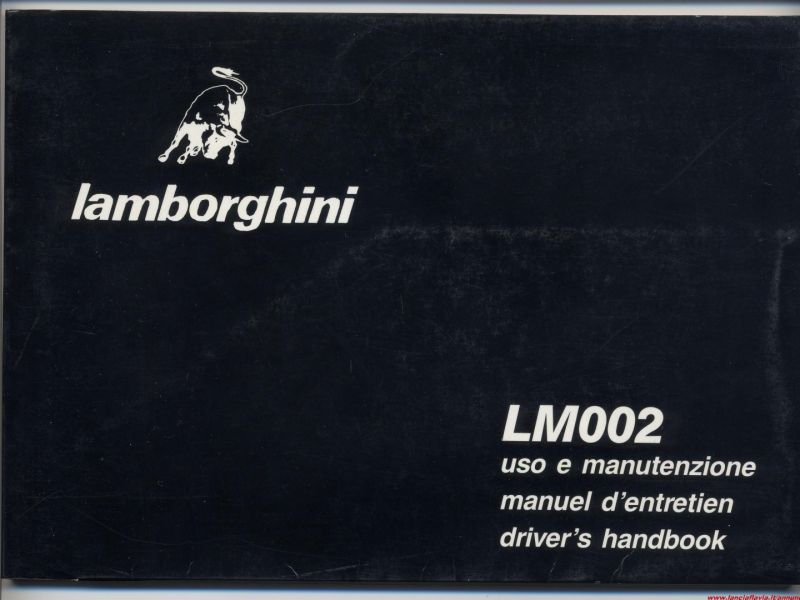 lamborghini
LM002
uso e manutenzione
manuel d'entretien
driver's handbook